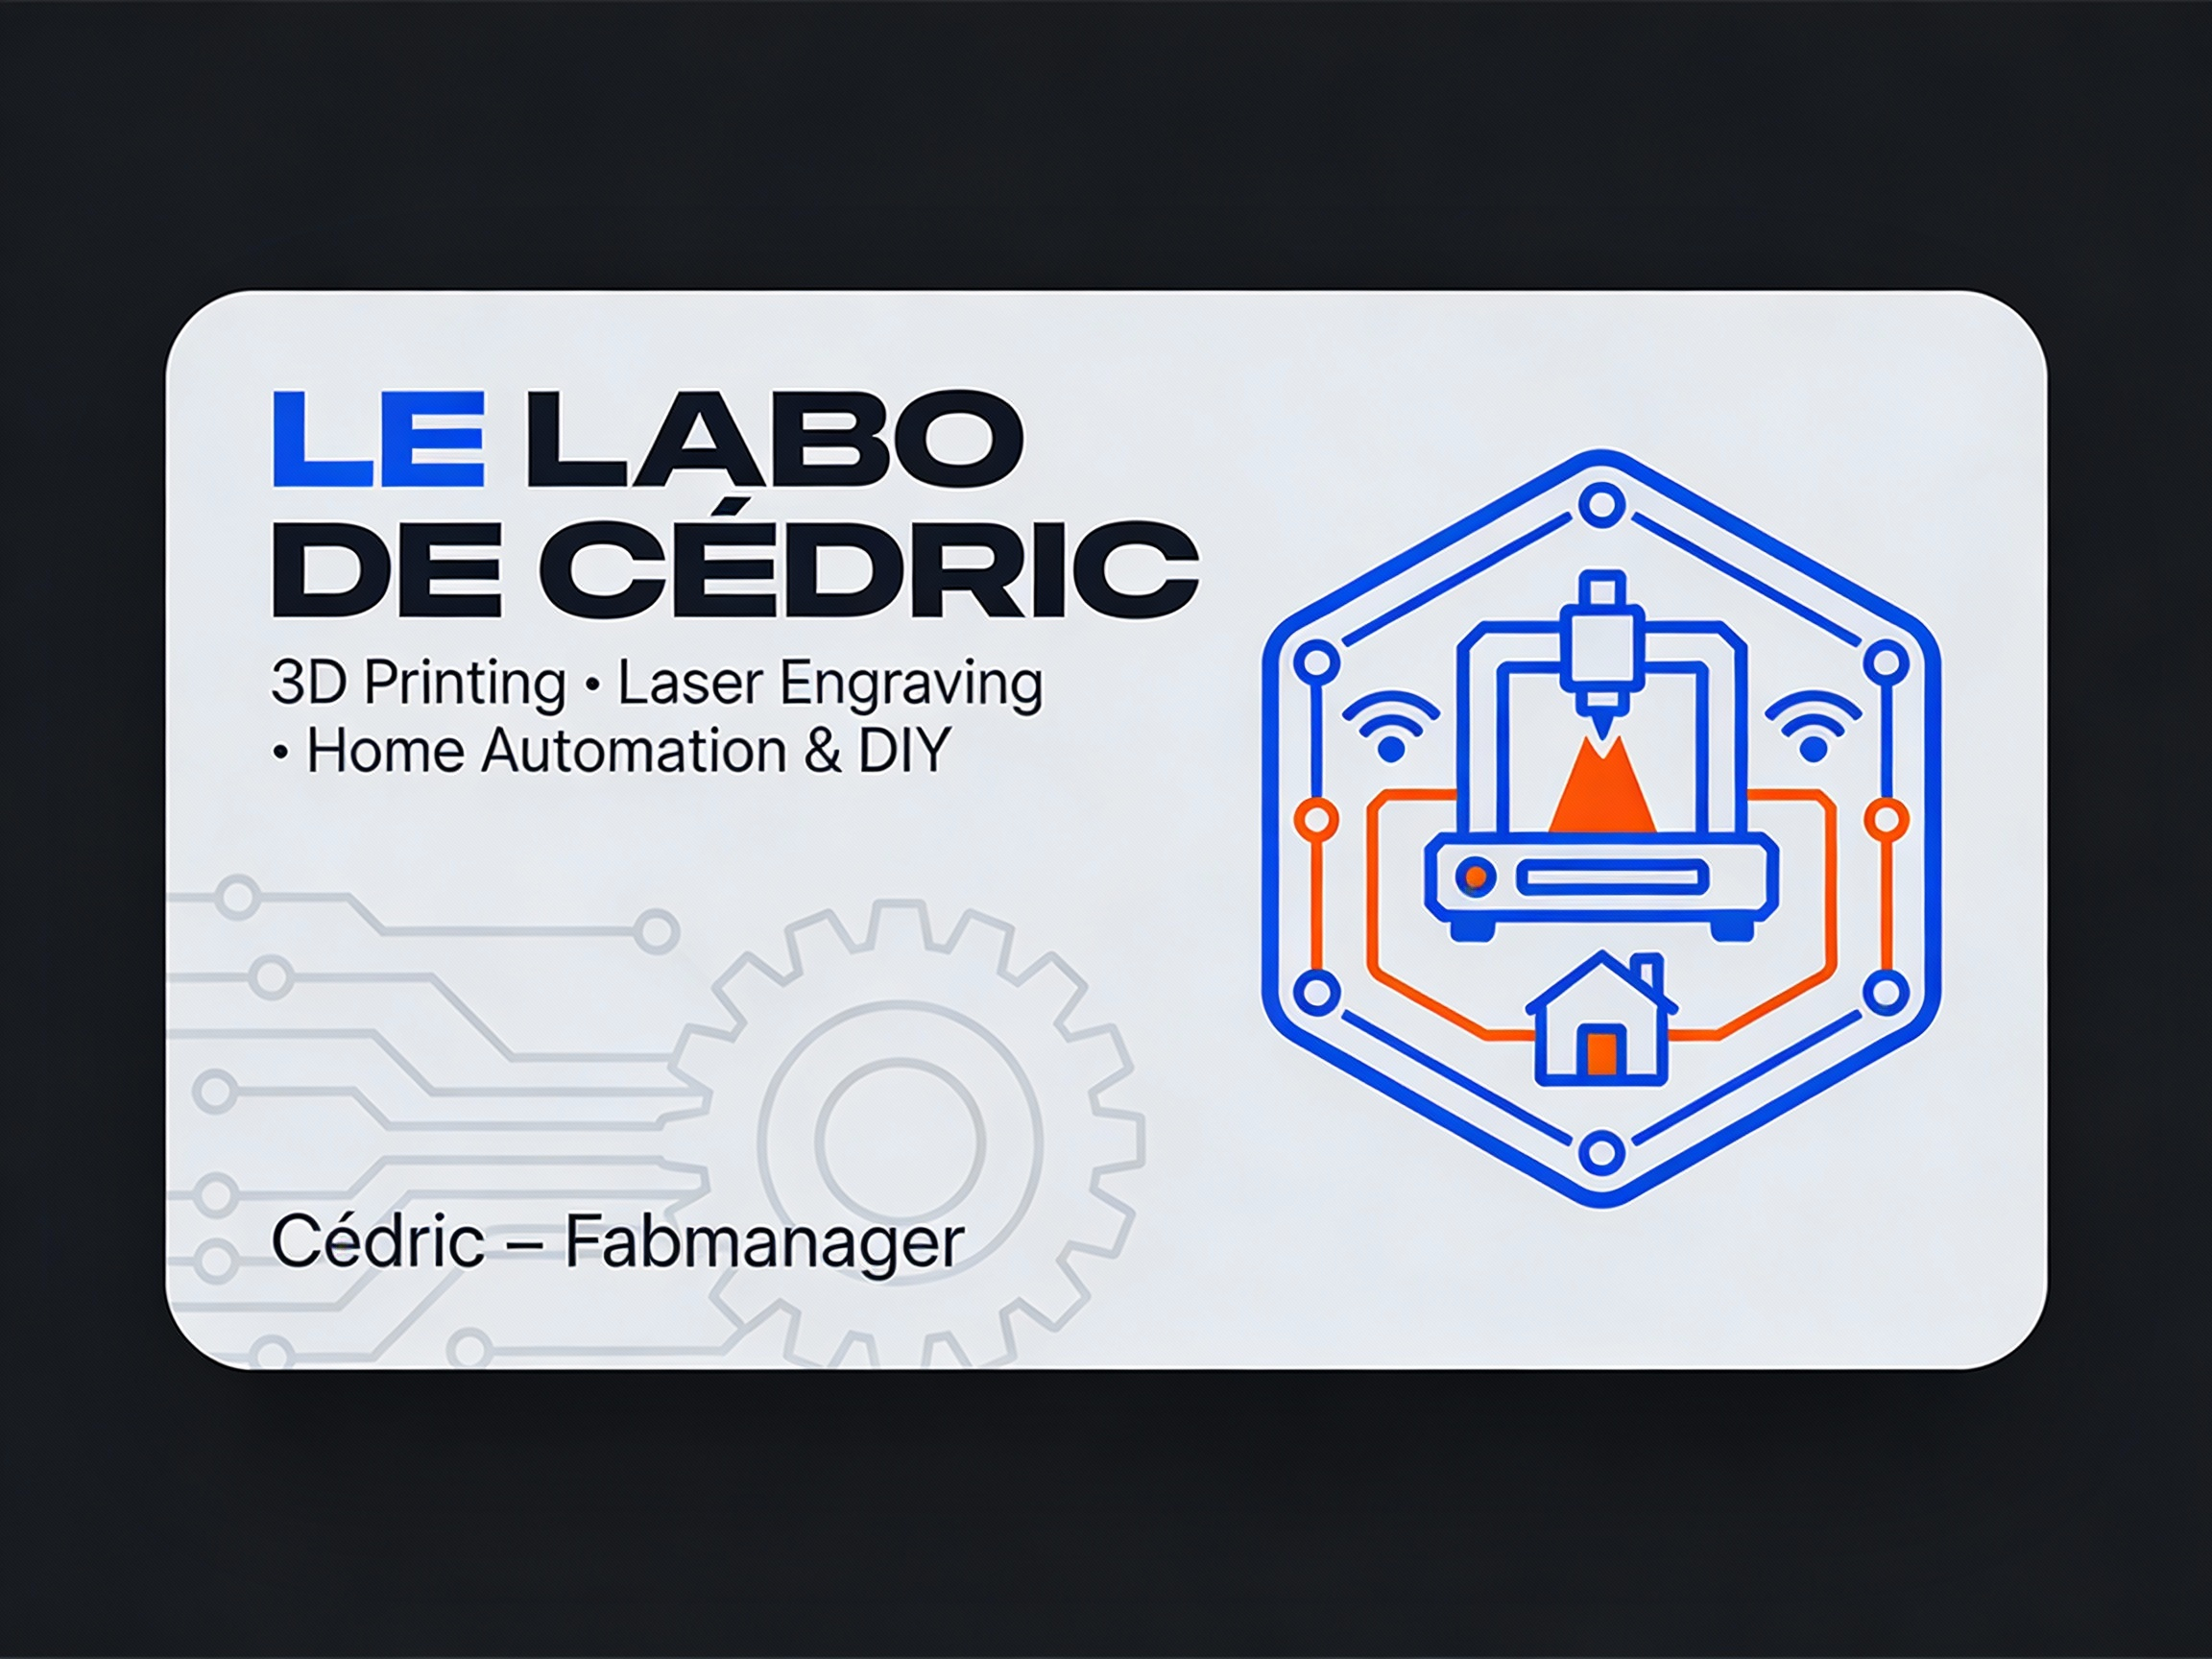 LE LABO
DE CÉDRIC
3D Printing • Laser Engraving
• Home Automation & DIY
Cédric – Fabmanager